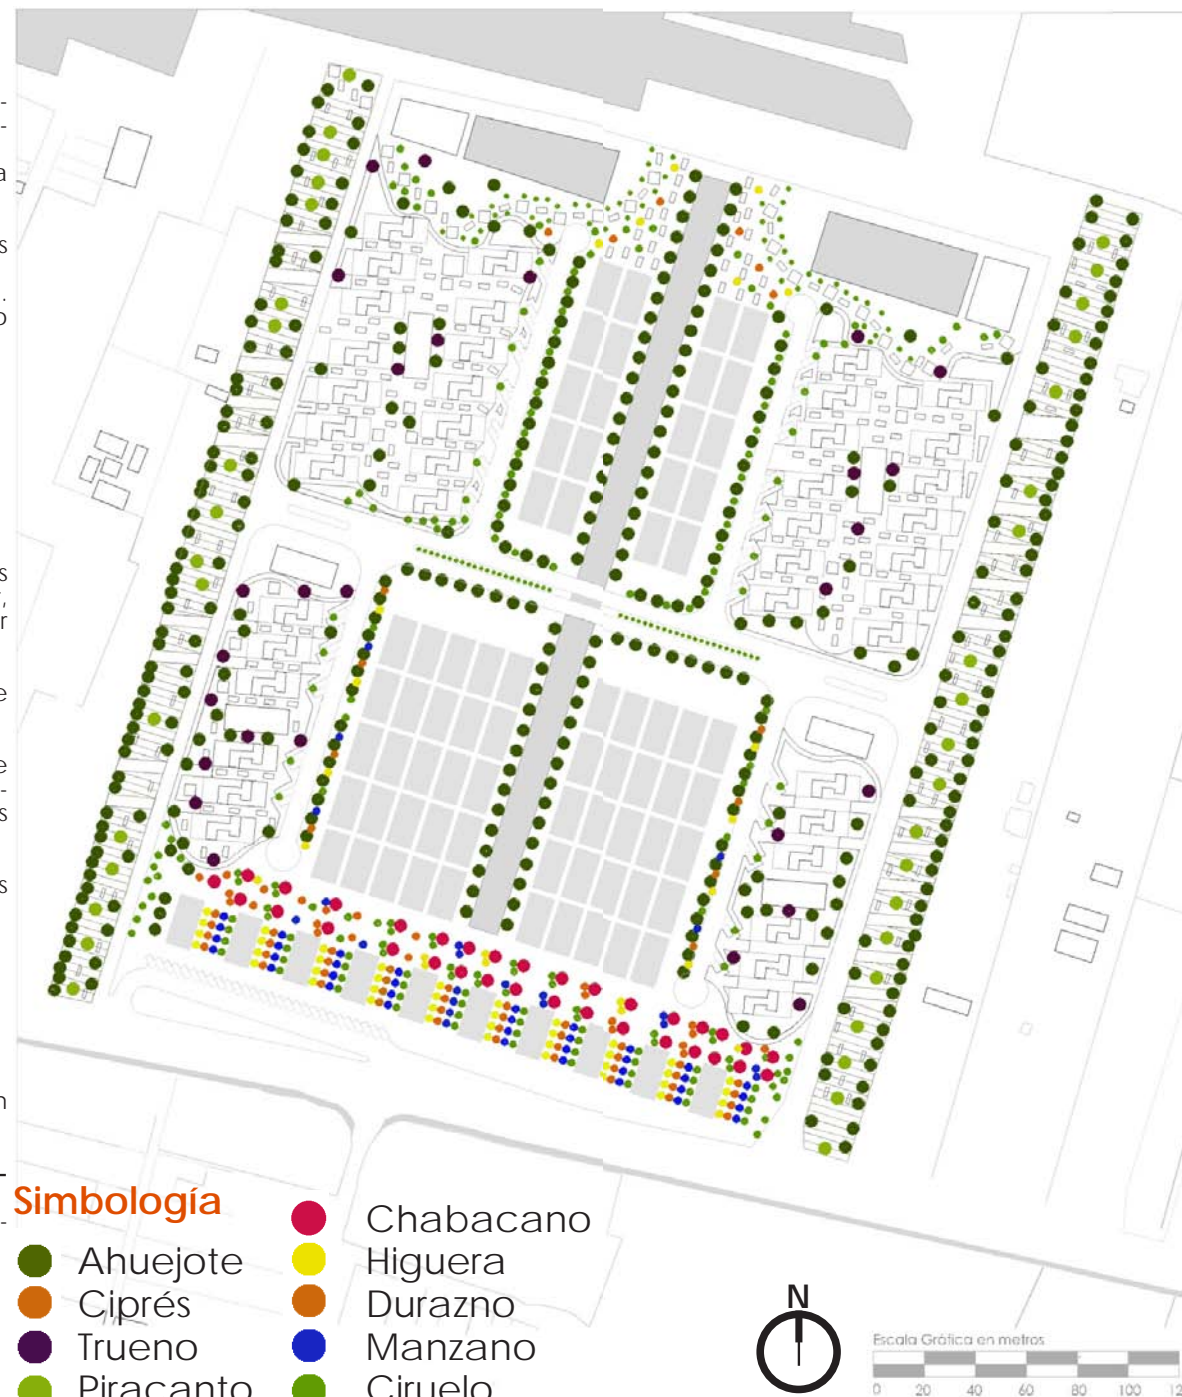 Simbología
Ahuejote
Ciprés
Trueno
Piracanto
Chabacano
Higuera
Durazno
Manzano
Ciruelo
N
Escala Gráfica en metros
0 20 40 60 80 100